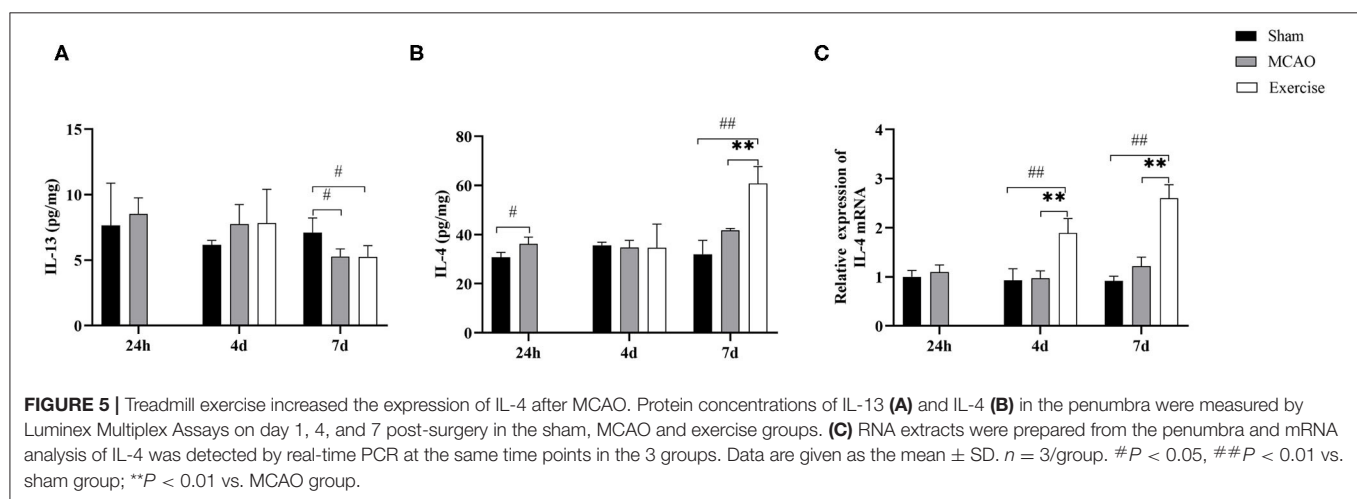 A
B
C
Sham
MCAO
Exercise
IL-13 (pg/mg)
15
10
5
0
#
#
24h
4d
7d
IL-4 (pg/mg)
80
60
40
20
0
#
##
**
24h
4d
7d
Relative expression of
IL-4 mRNA
4
3
2
1
0
##
**
##
**
24h
4d
7d
FIGURE 5 | Treadmill exercise increased the expression of IL-4 after MCAO. Protein concentrations of IL-13 (A) and IL-4 (B) in the penumbra were measured by
Luminex Multiplex Assays on day 1, 4, and 7 post-surgery in the sham, MCAO and exercise groups. (C) RNA extracts were prepared from the penumbra and mRNA
analysis of IL-4 was detected by real-time PCR at the same time points in the 3 groups. Data are given as the mean ± SD. n = 3/group. #P < 0.05, ##P < 0.01 vs.
sham group; **P < 0.01 vs. MCAO group.